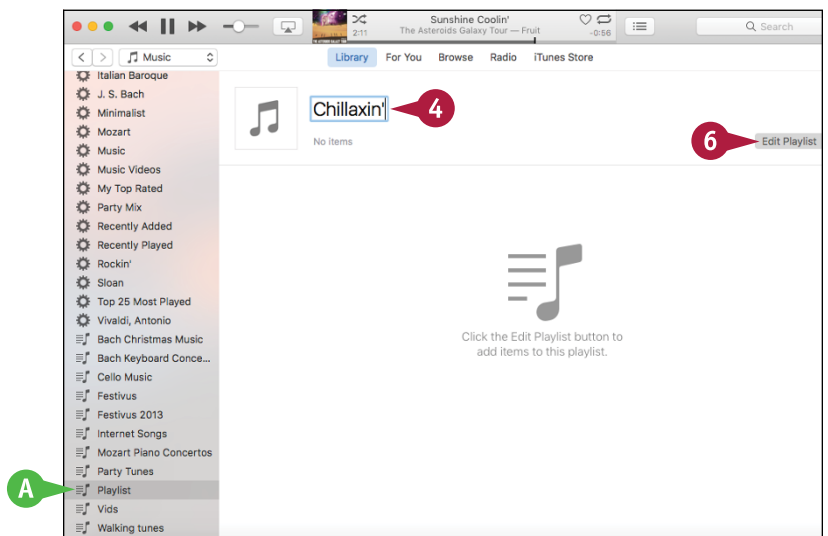 Sunshine Coolin'
2:11
The Asteroids Galaxy Tour — Fruit
-0:56
Search
Music
Library For You Browse Radio iTunes Store
Italian Baroque
J. S. Bach
Minimalist
Mozart
Music
Music Videos
My Top Rated
Party Mix
Recently Added
Recently Played
Rockin'
Sloan
Top 25 Most Played
Vivaldi, Antonio
Bach Christmas Music
Bach Keyboard Conce...
Cello Music
Festivus
Festivus 2013
Internet Songs
Mozart Piano Concertos
Party Tunes
A
Playlist
Vids
Walking tunes
Chillaxin'
4
No items
6
Edit Playlist
Click the Edit Playlist button to
add items to this playlist.